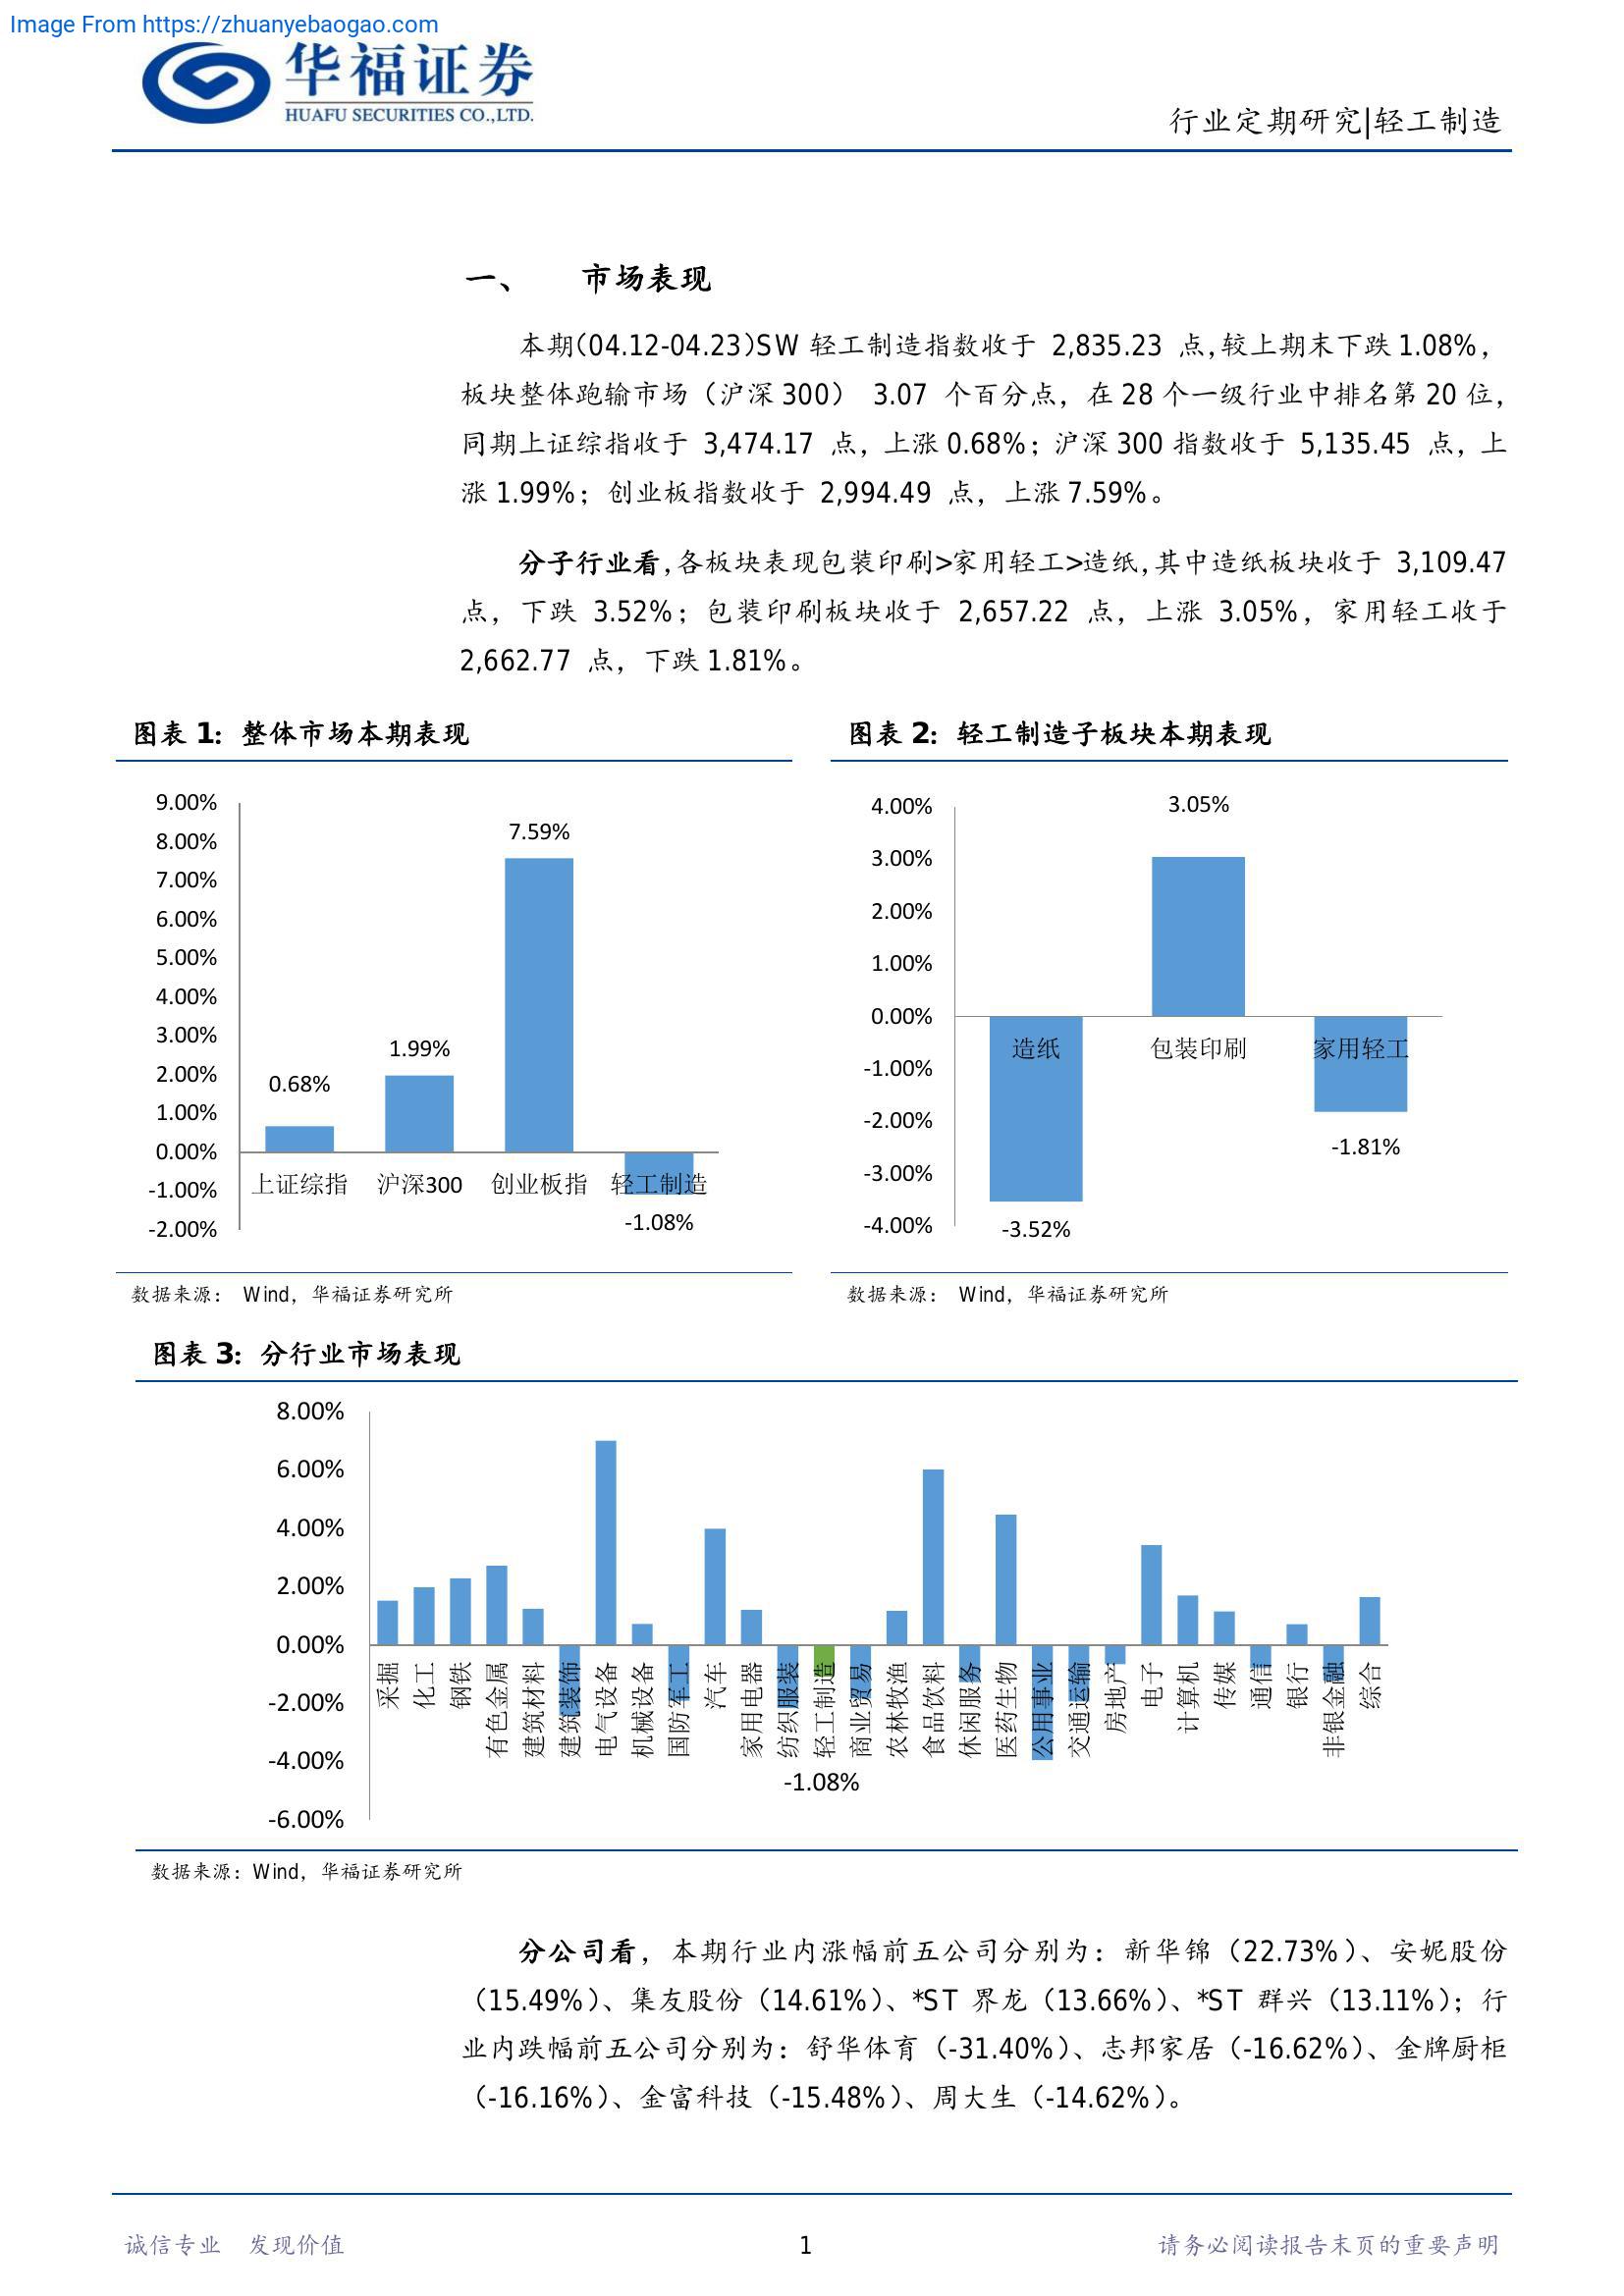 Image From https://zhuanyebaogao.com
华福证券
HUAFU SECURITIES CO.,LTD.
行业定期研究|轻工制造
一、 市场表现
本期(04.12-04.23)SW 轻工制造指数收于 2,835.23 点,较上期末下跌 1.08%，
板块整体跑输市场（沪深 300） 3.07 个百分点，在 28 个一级行业中排名第 20 位，
同期上证综指收于 3,474.17 点，上涨 0.68%；沪深 300 指数收于 5,135.45 点，上
涨 1.99%；创业板指数收于 2,994.49 点，上涨 7.59%。
分子行业看,各板块表现包装印刷>家用轻工>造纸,其中造纸板块收于 3,109.47
点，下跌 3.52%；包装印刷板块收于 2,657.22 点，上涨 3.05%，家用轻工收于
2,662.77 点，下跌 1.81%。
图表 1：整体市场本期表现
9.00%
8.00%
7.00%
6.00%
5.00%
4.00%
3.00%
2.00%
1.00%
0.00%
-1.00%
-2.00%
0.68%
1.99%
7.59%
-1.08%
上证综指 沪深300 创业板指 轻工制造
数据来源： Wind，华福证券研究所
图表 2：轻工制造子板块本期表现
4.00%
3.00%
2.00%
1.00%
0.00%
-1.00%
-2.00%
-3.00%
-4.00%
3.05%
造纸 包装印刷 家用轻工
-1.81%
-3.52%
数据来源： Wind，华福证券研究所
图表 3：分行业市场表现
8.00%
6.00%
4.00%
2.00%
0.00%
-2.00%
-4.00%
-6.00%
采掘
化工
钢铁
有色金属
建筑材料
建筑装饰
电气设备
机械设备
国防军工
汽车
家用电器
纺织服装
轻工制造
商业贸易
农林牧渔
食品饮料
休闲服务
医药生物
公用事业
交通运输
房地产
电子
计算机
传媒
通信
银行
非银金融
综合
-1.08%
数据来源：Wind，华福证券研究所
分公司看，本期行业内涨幅前五公司分别为：新华锦（22.73%）、安妮股份
（15.49%）、集友股份（14.61%）、*ST 界龙（13.66%）、*ST 群兴（13.11%）；行
业内跌幅前五公司分别为：舒华体育（-31.40%）、志邦家居（-16.62%）、金牌厨柜
（-16.16%）、金富科技（-15.48%）、周大生（-14.62%）。
诚信专业 发现价值
1
请务必阅读报告末页的重要声明